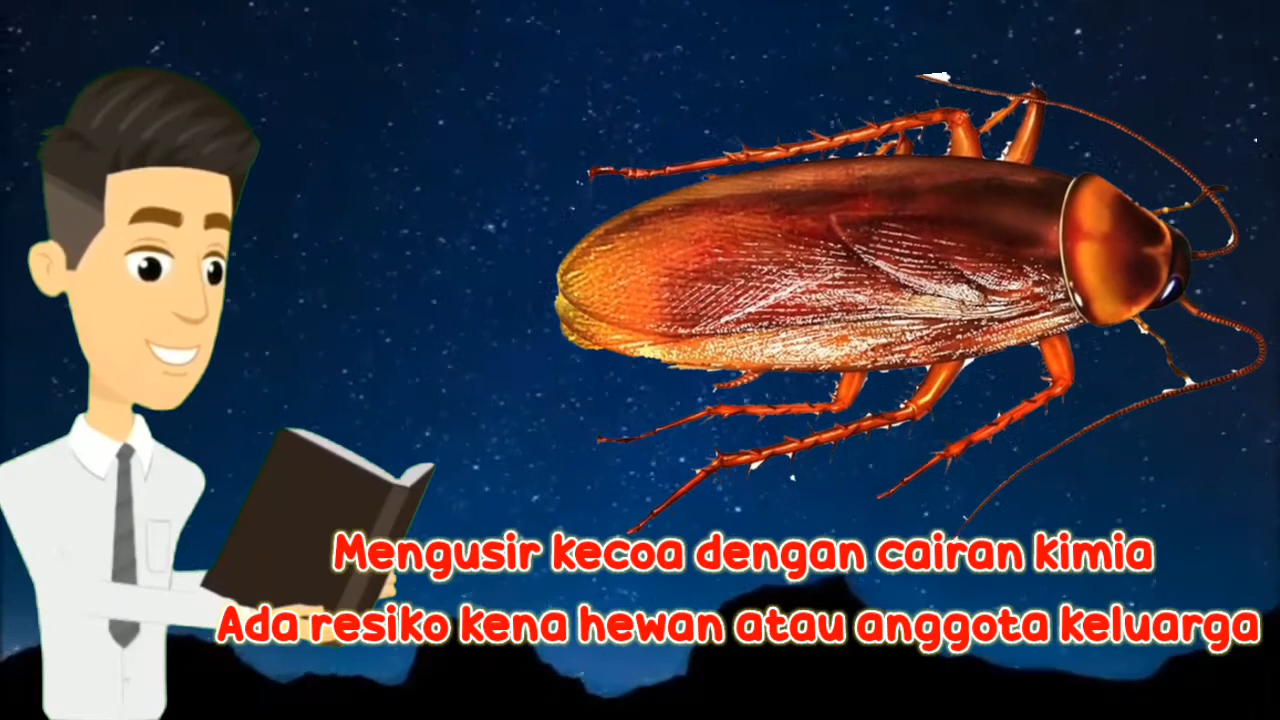 Mengusir kecoa dengan cairan kimia
Ada resiko kena hewan atau anggota keluarga